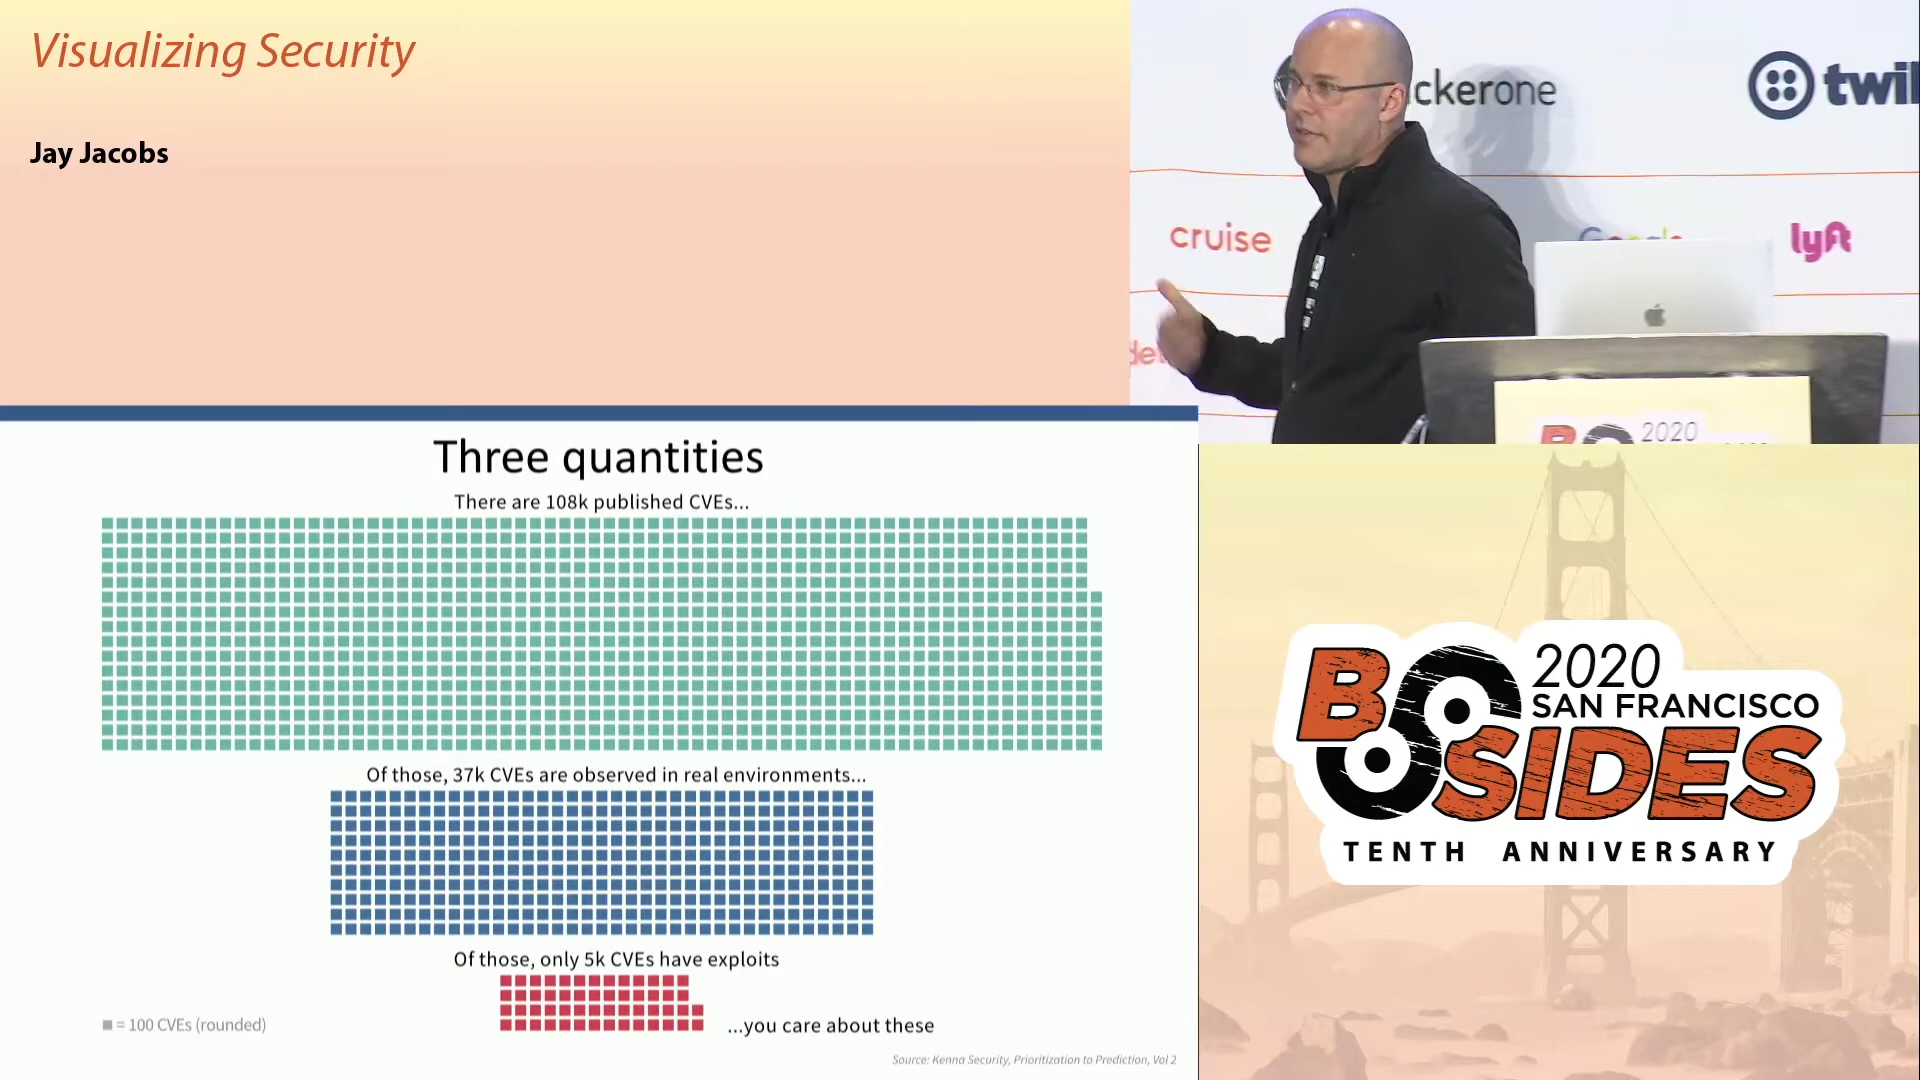 Visualizing Security
Jay Jacobs
ckerone
twil
cruise
Google
lyft
2020
Three quantities
There are 108k published CVEs...
Of those, 37k CVEs are observed in real environments...
Of those, only 5k CVEs have exploits
...you care about these
= 100 CVEs (rounded)
Source: Kenna Security, Prioritization to Prediction, Vol 2
2020
SAN FRANCISCO
BSIDES
TENTH ANNIVERSARY